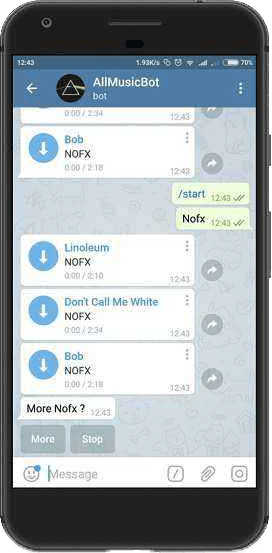 12:43
1.93K/s
70%
AllMusicBot
bot
0:00 / 2:34
12:43
Bob
NOFX
0:00 / 2:18
12:43
/start 12:43
Nofx 12:43
Linoleum
NOFX
0:00 / 2:10
12:43
Don't Call Me White
NOFX
0:00 / 2:34
12:43
Bob
NOFX
0:00 / 2:18
12:43
More Nofx ? 12:43
More
Stop
Message